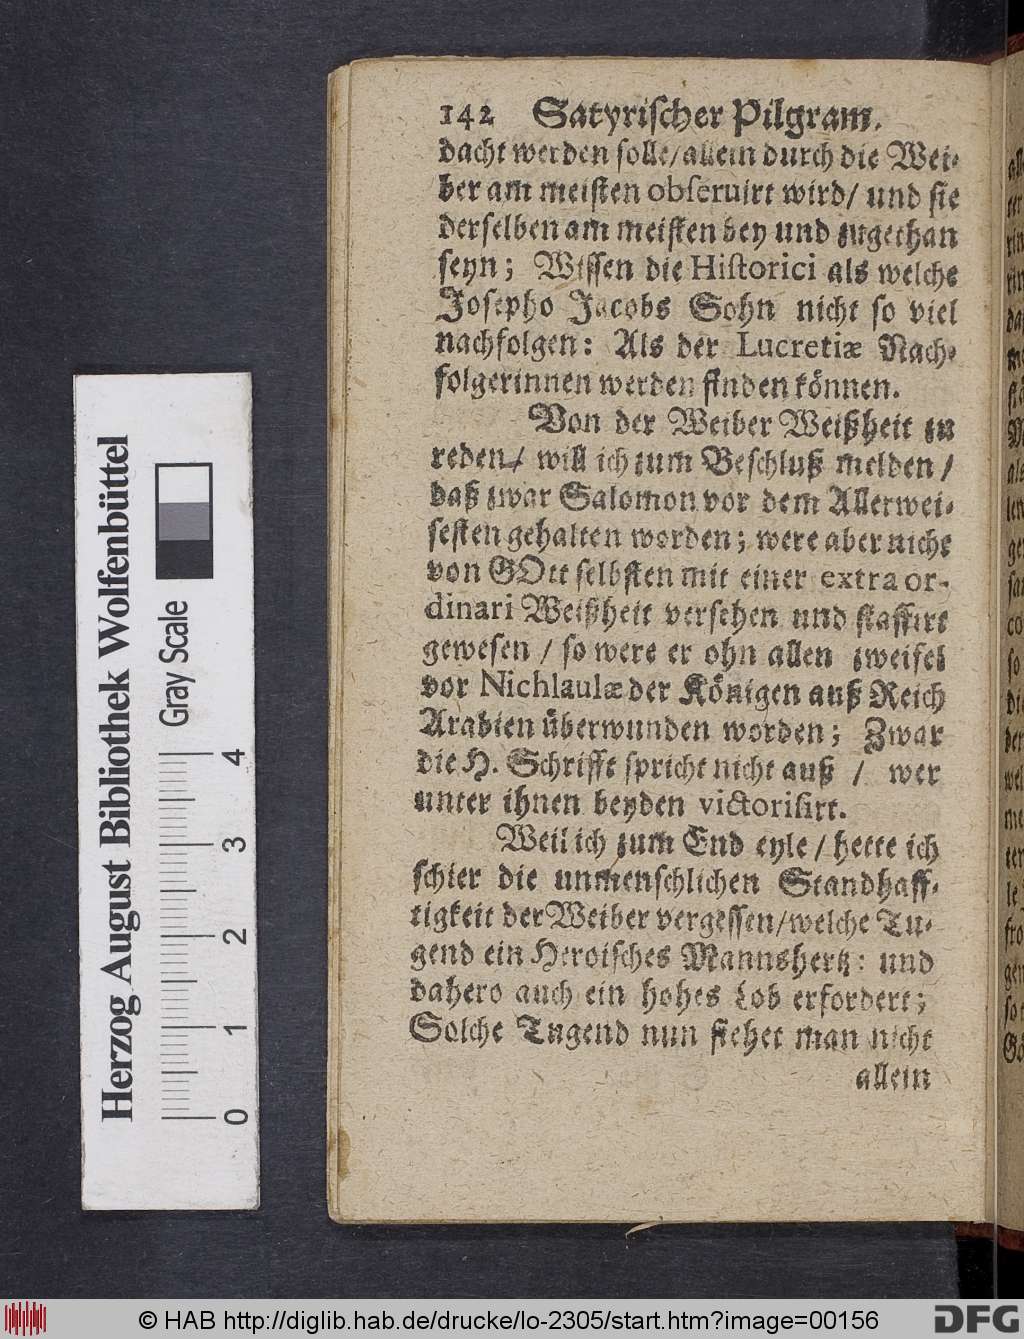 142 Satyrischer Pilgram.
dacht werden solle/allein durch die Wei-
ber am meisten obseruirt wird/ und sie
derselben am meisten bey und zugethan
seyn; Wissen die Historici als welche
Josepho Jacobs Sohn nicht so viel
nachfolgen: Als der Lucretiæ Nach-
folgerinnen werden finden können.
Von der Weiber Weißheit zu
reden/ will ich zum Beschluß melden /
daß zwar Salomon vor dem Allerwei-
sesten gehalten worden; were aber nicht
von GOtt selbsten mit einer extra or-
dinari Weißheit versehen und staffirt
gewesen / so were er ohn allen zweifel
vor Nichlaulæ der Königen auß Reich
Arabien überwunden worden; Zwar
die H. Schrifft spricht nicht auß / wer
unter ihnen beyden victorisirt.
Weil ich zum End eyle / hette ich
schier die unmenschlichen Standhaff-
tigkeit der Weiber vergessen/welche Tu-
gend ein Heroisches Mannshertz: und
dahero auch ein hohes Lob erfordert;
Solche Tugend nun siehet man nicht
allein
Herzog August Bibliothek Wolfenbüttel
Gray Scale
0 1 2 3 4
© HAB http://diglib.hab.de/drucke/lo-2305/start.htm?image=00156
DFG